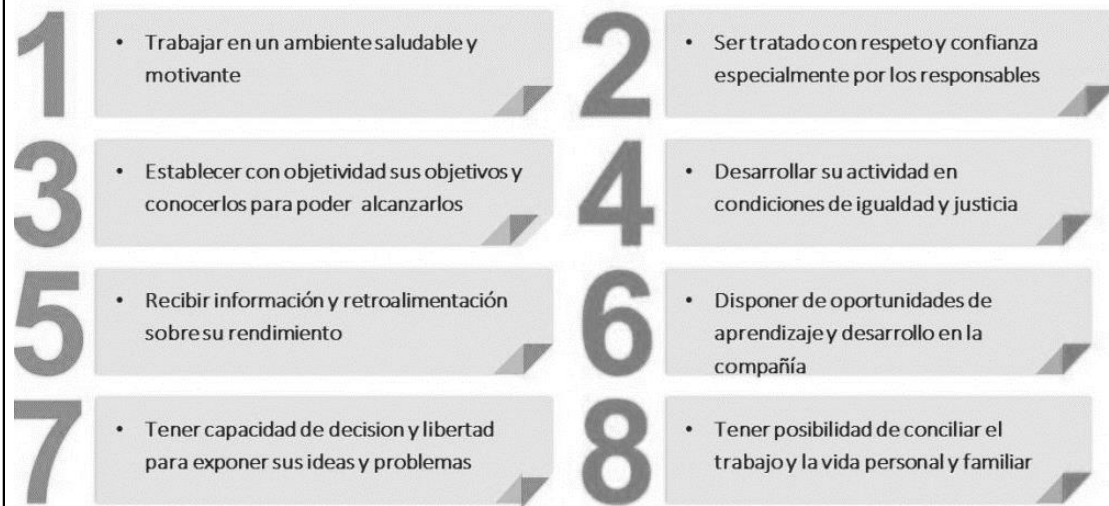 1
• Trabajar en un ambiente saludable y
motivante
2
• Ser tratado con respeto y confianza
especialmente por los responsables
3
• Establecer con objetividad sus objetivos y
conocerlos para poder alcanzarlos
4
• Desarrollar su actividad en
condiciones de igualdad y justicia
5
• Recibir información y retroalimentación
sobre su rendimiento
6
• Disponer de oportunidades de
aprendizaje y desarrollo en la
compañía
7
• Tener capacidad de decision y libertad
para exponer sus ideas y problemas
8
• Tener posibilidad de conciliar el
trabajo y la vida personal y familiar